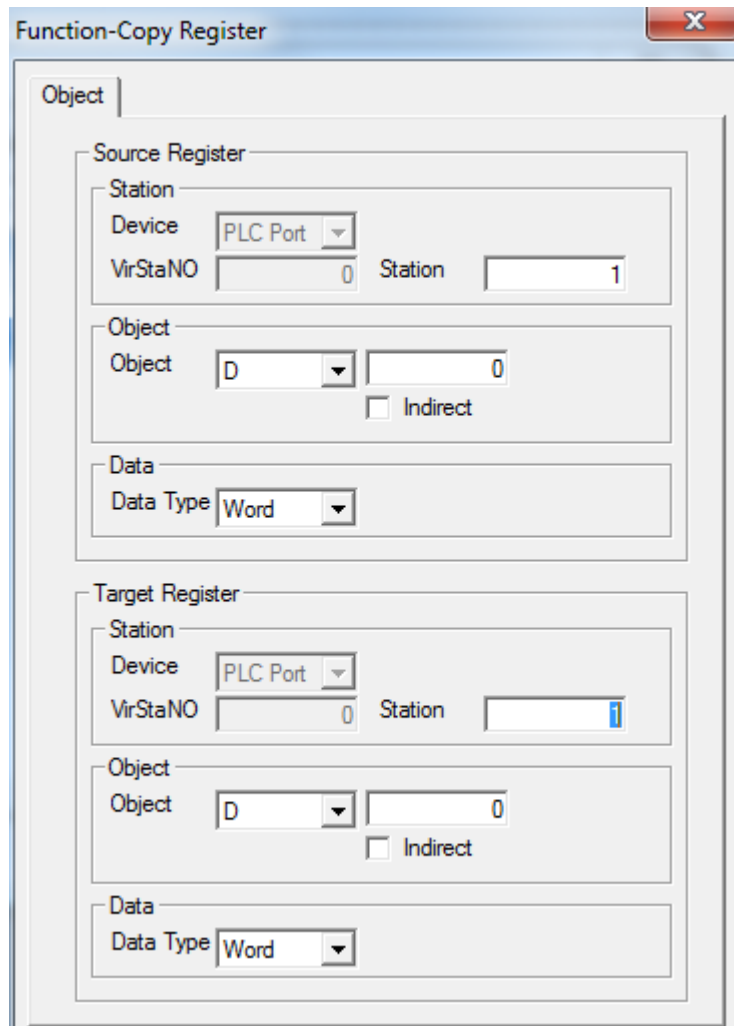 Function-Copy Register
Object
Source Register
Station
Device PLC Port
VirStaNO 0 Station 1
Object
Object D 0
Indirect
Data
Data Type Word
Target Register
Station
Device PLC Port
VirStaNO 0 Station 1
Object
Object D 0
Indirect
Data
Data Type Word